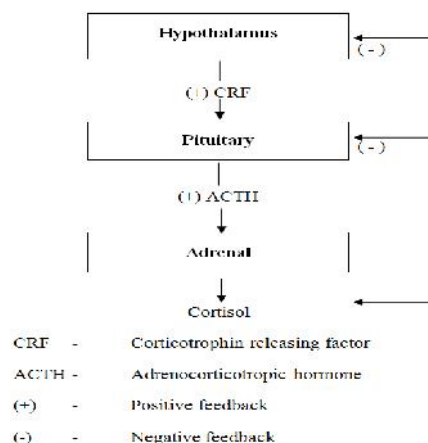 Hypothalamus
(-)
(+) CRF
Pituitary
(-)
(+) ACTH
Adrenal
Cortisol
CRF - Corticotrophin releasing factor
ACTH - Adrenocorticotropic hormone
(+) - Positive feedback
(-) - Negative feedback